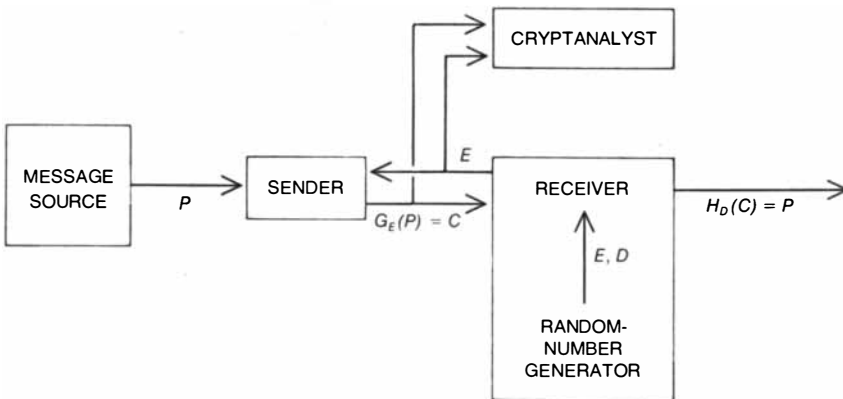 CRYPTANALYST
MESSAGE
SOURCE
P
SENDER
E
G_E(P) = C
RECEIVER
E, D
RANDOM-
NUMBER
GENERATOR
H_D(C) = P